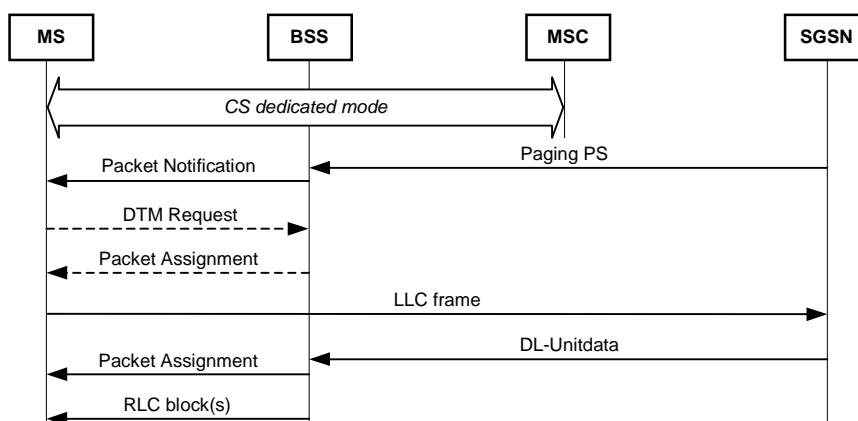 MS
BSS
MSC
SGSN
CS dedicated mode
Paging PS
Packet Notification
DTM Request
Packet Assignment
LLC frame
DL-Unitdata
Packet Assignment
RLC block(s)